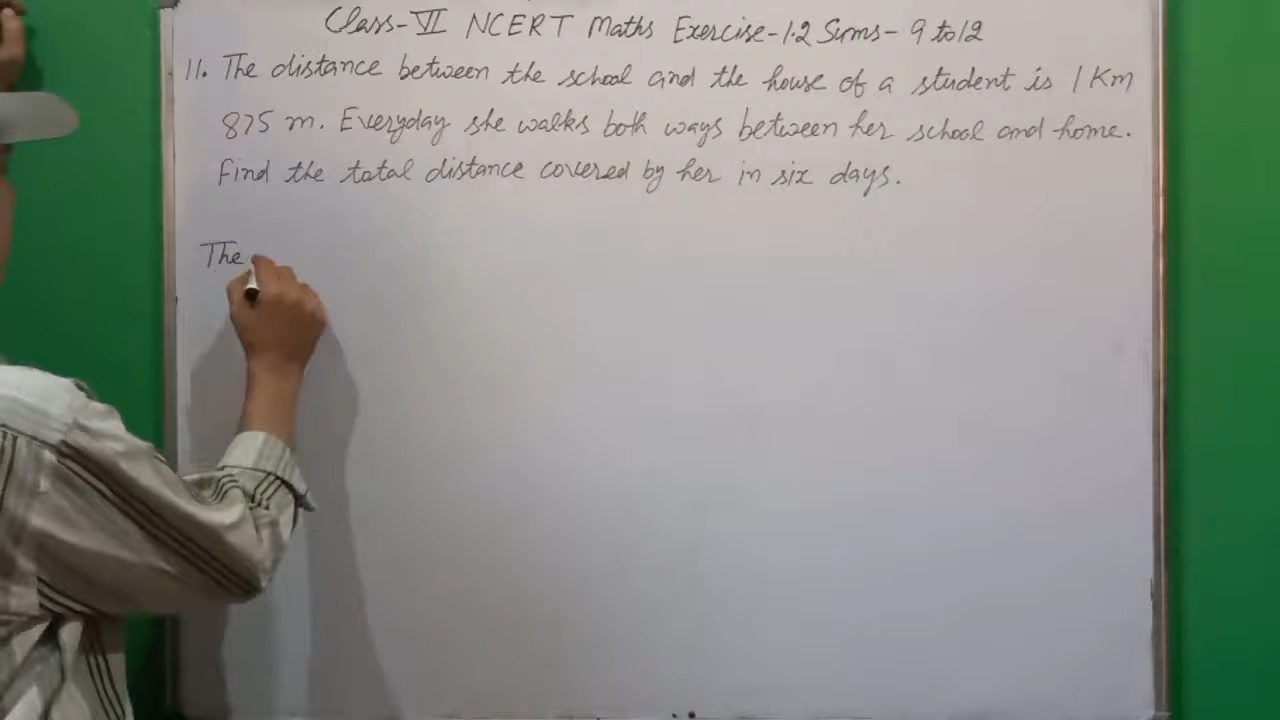 Class-VI NCERT Maths Exercise-1.2 Sums- 9 to 12
11. The distance between the school and the house of a student is 1 Km
875 m. Everyday she walks both ways between her school and home.
Find the total distance covered by her in six days.
The